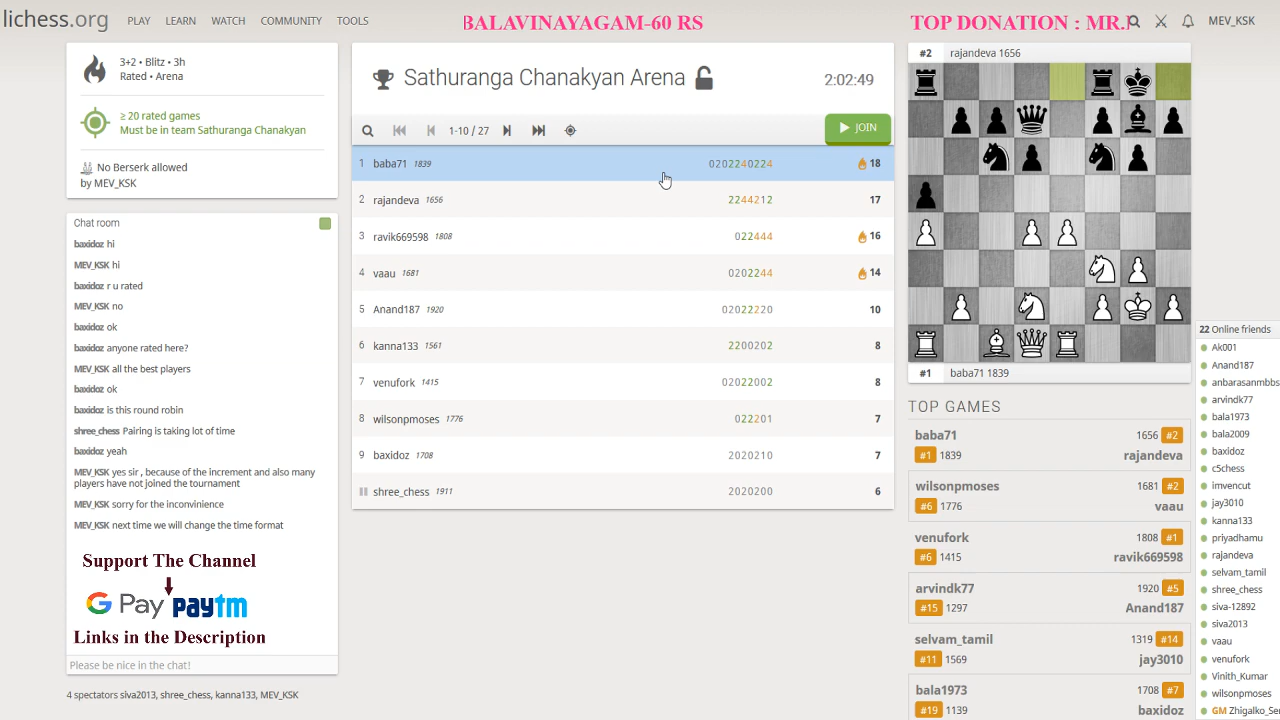 lichess.org
PLAY LEARN WATCH COMMUNITY TOOLS
BALAVINAYAGAM-60 RS
TOP DONATION : MR.
MEV_KSK
3+2 • Blitz • 3h
Rated • Arena
≥ 20 rated games
Must be in team Sathuranga Chanakyan
No Berserk allowed
by MEV_KSK
Chat room
baxidoz hi
MEV_KSK hi
baxidoz r u rated
MEV_KSK no
baxidoz ok
baxidoz anyone rated here?
MEV_KSK all the best players
baxidoz ok
baxidoz is this round robin
shree_chess Pairing is taking lot of time
baxidoz yeah
MEV_KSK yes sir , because of the increment and also many
players have not joined the tournament
MEV_KSK sorry for the inconvinience
MEV_KSK next time we will change the time format
Support The Channel
G Pay paytm
Links in the Description
Please be nice in the chat!
4 spectators siva2013, shree_chess, kanna133, MEV_KSK
Sathuranga Chanakyan Arena 2:02:49
1-10 / 27 JOIN
1 baba71 1839 0202240224 18
2 rajandeva 1656 2244212 17
3 ravik669598 1808 022444 16
4 vaau 1681 0202244 14
5 Anand187 1920 0202220 10
6 kanna133 1561 2200202 8
7 venufork 1415 02022002 8
8 wilsonpmoses 1776 022201 7
9 baxidoz 1708 2020210 7
shree_chess 1911 2020200 6
#2 rajandeva 1656
#1 baba71 1839
TOP GAMES
baba71 1656 #2
#1 1839 rajandeva
wilsonpmoses 1681 #2
#6 1776 vaau
venufork 1808 #1
#6 1415 ravik669598
arvindk77 1920 #5
#15 1297 Anand187
selvam_tamil 1319 #14
#11 1569 jay3010
bala1973 1708 #7
#19 1139 baxidoz
22 Online friends
Ak001
Anand187
anbarasanmbbs
arvindk77
bala1973
bala2009
baxidoz
c5chess
imvencut
jay3010
kanna133
priyadhamu
rajandeva
selvam_tamil
shree_chess
siva-12892
siva2013
vaau
venufork
Vinith_Kumar
wilsonpmoses
GM Zhigalko_Se